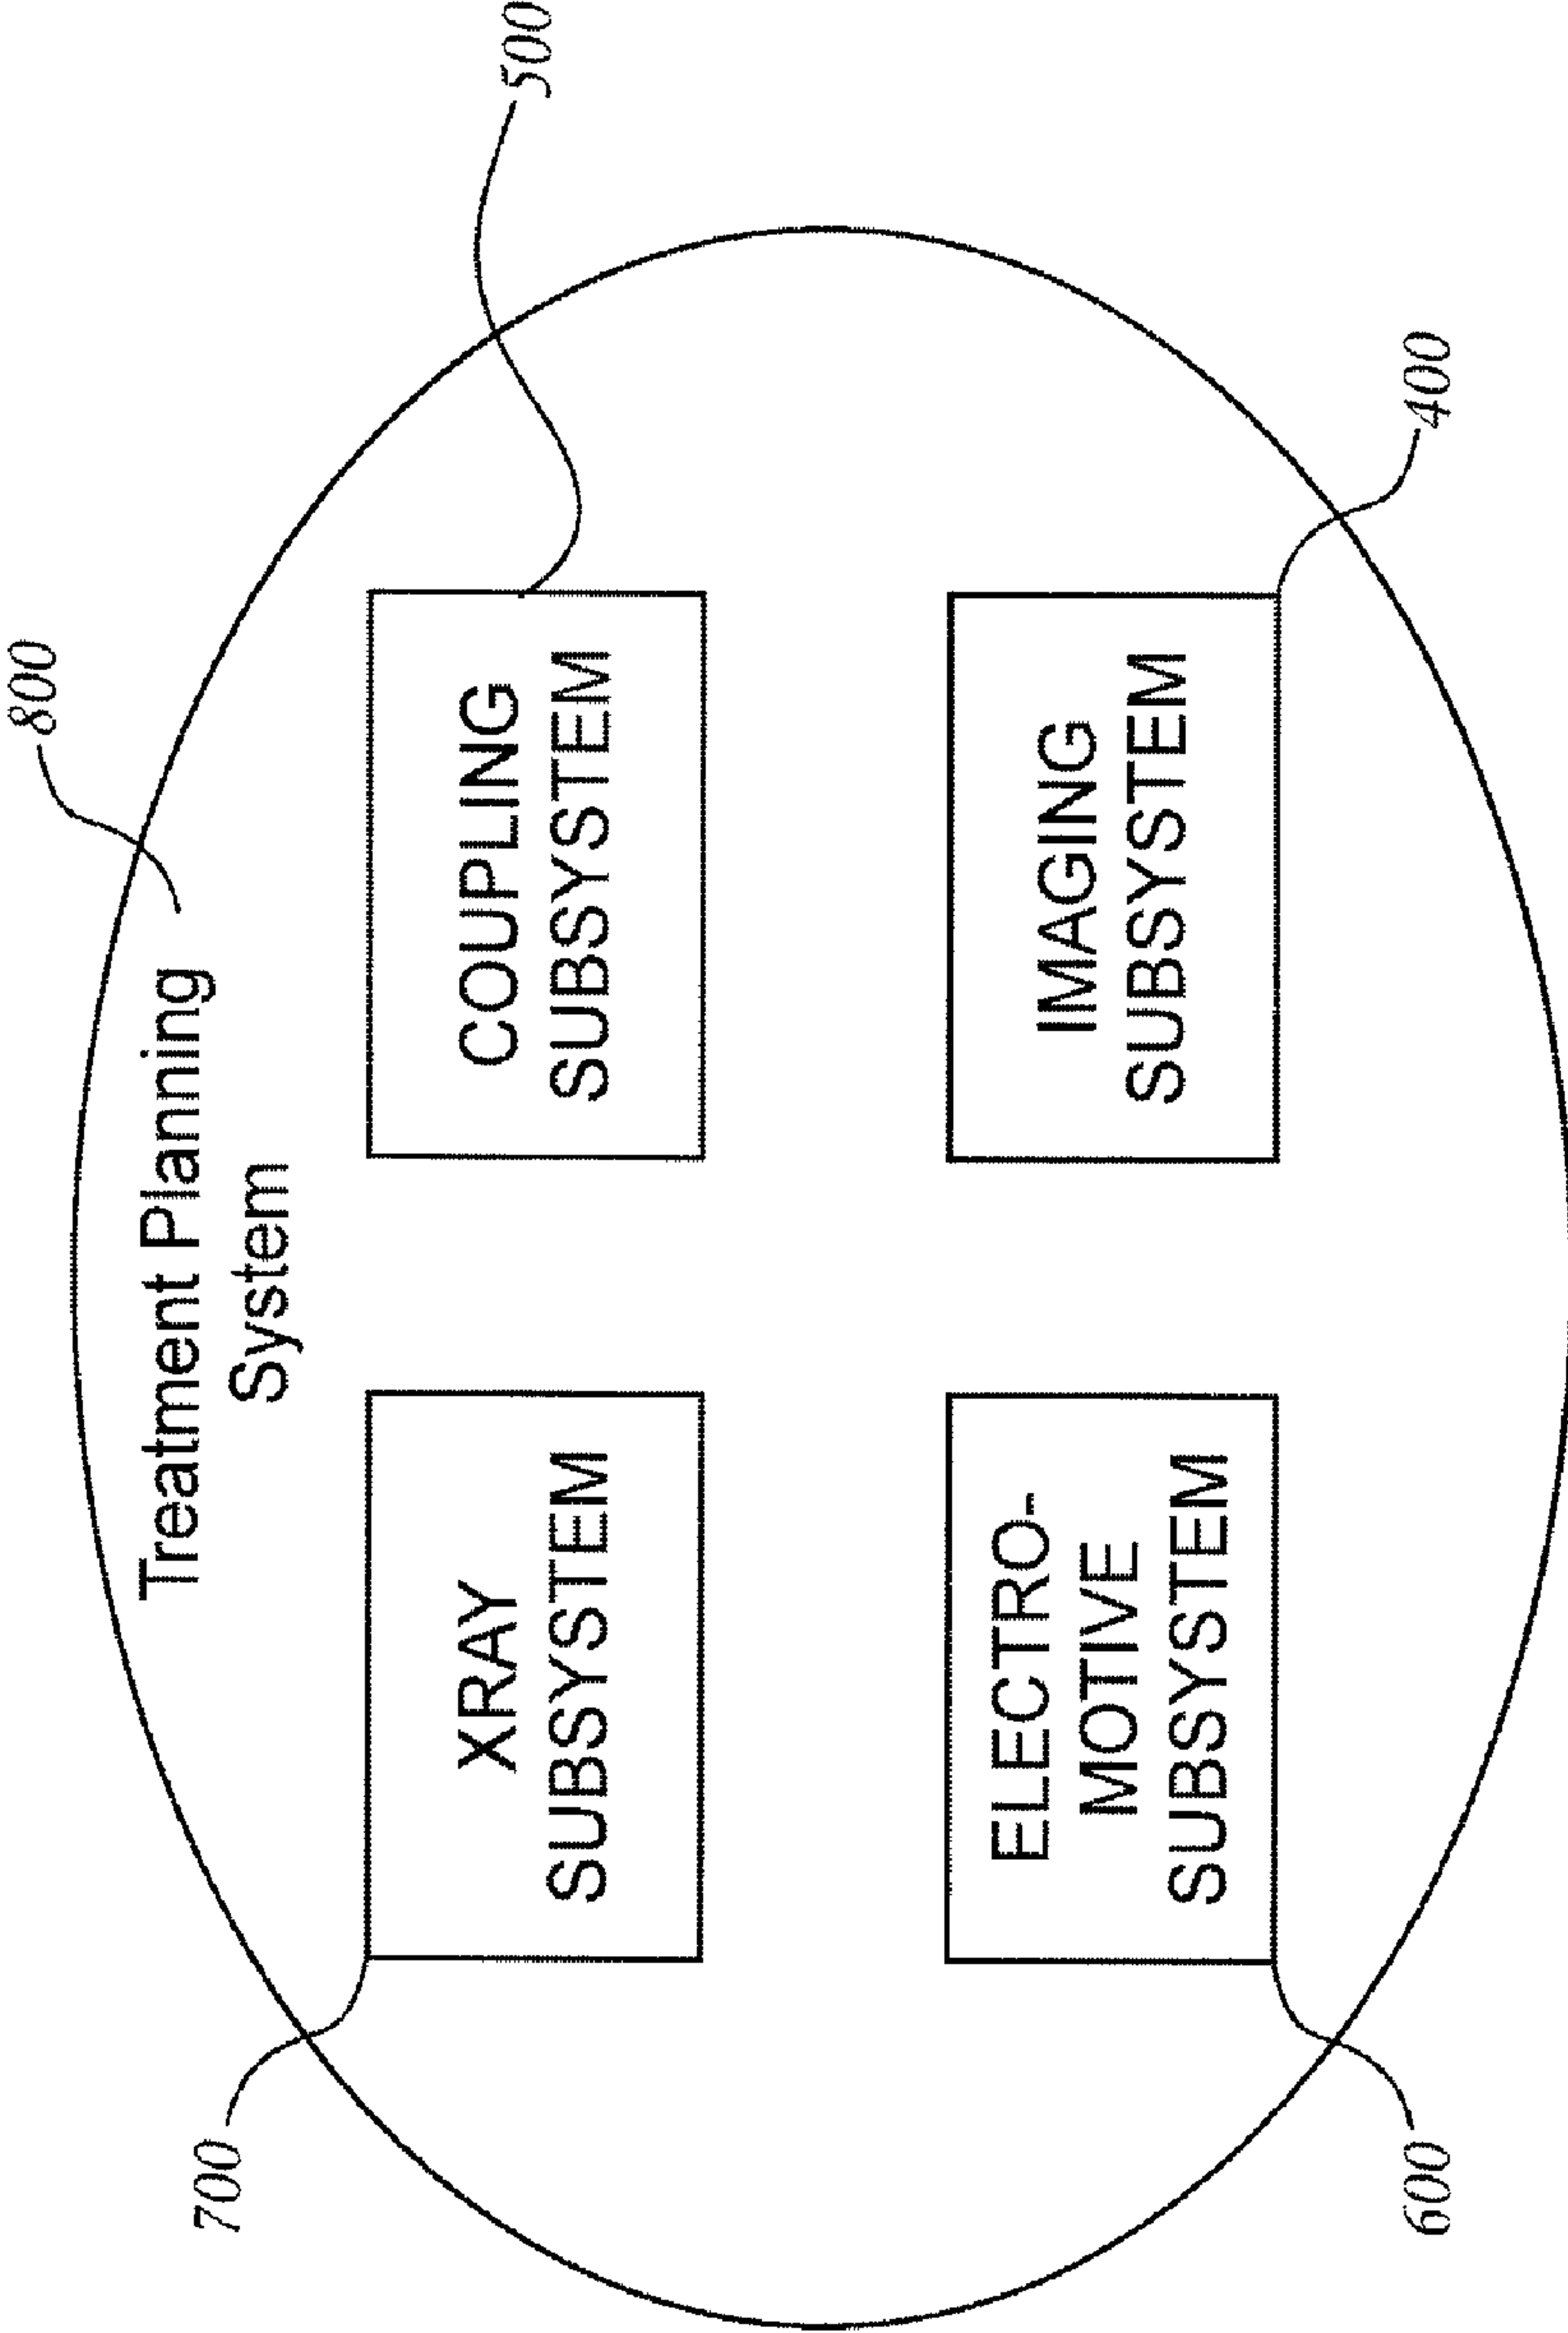 800
Treatment Planning
System
700
XRAY
SUBSYSTEM
COUPLING
SUBSYSTEM
500
ELECTRO-
MOTIVE
SUBSYSTEM
IMAGING
SUBSYSTEM
600
400